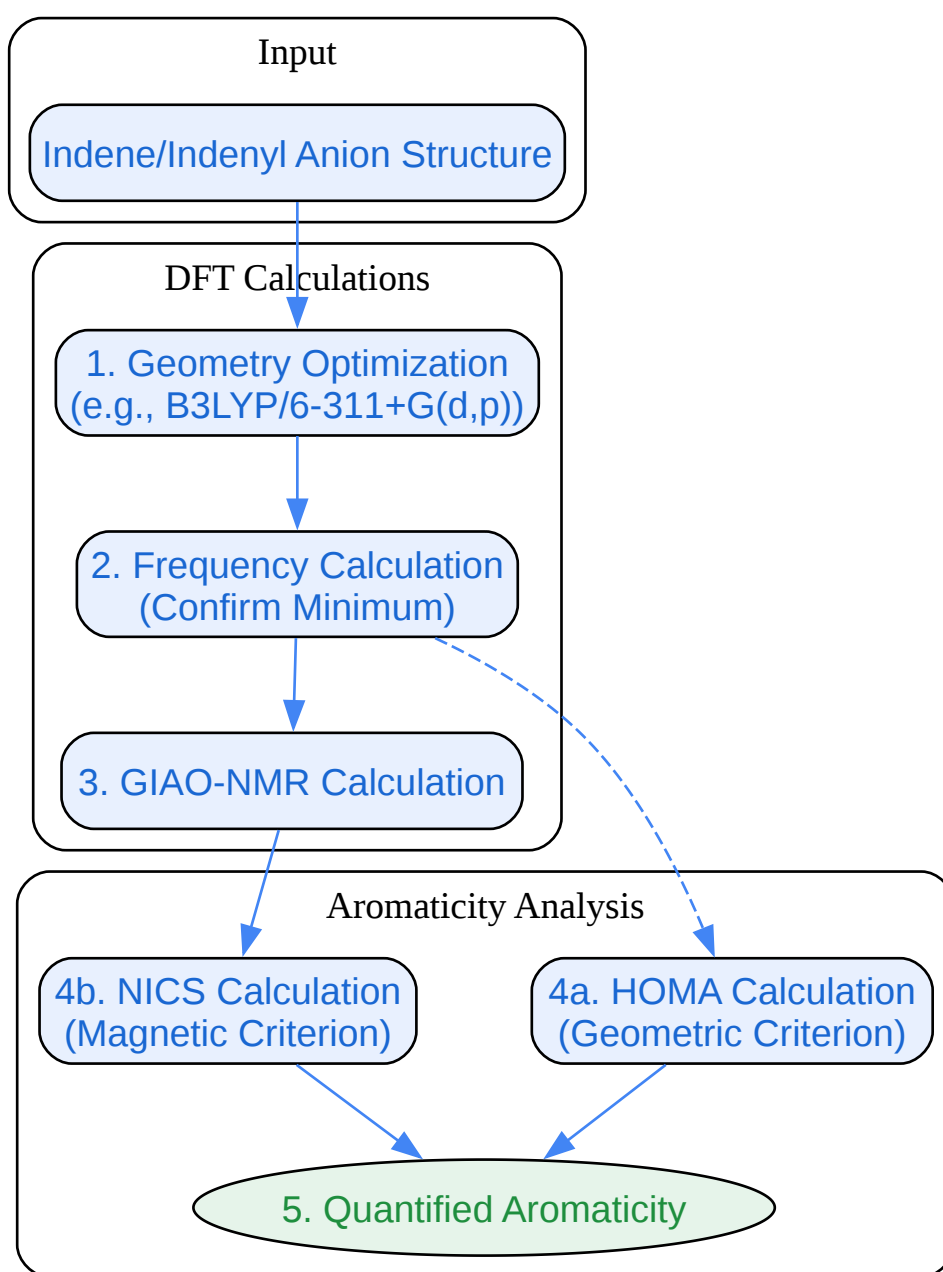 Input
Indene/Indenyl Anion Structure
DFT Calculations
1. Geometry Optimization
(e.g., B3LYP/6-311+G(d,p))
2. Frequency Calculation
(Confirm Minimum)
3. GIAO-NMR Calculation
Aromaticity Analysis
4b. NICS Calculation
(Magnetic Criterion)
4a. HOMA Calculation
(Geometric Criterion)
5. Quantified Aromaticity